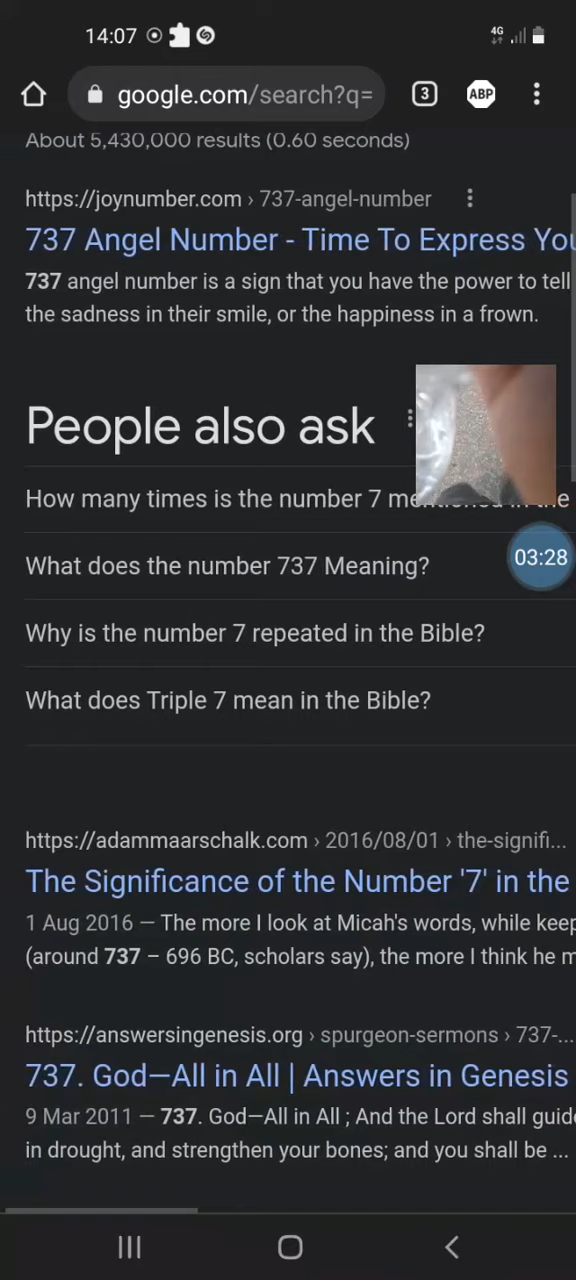 14:07
4G
google.com/search?q=
3
ABP
About 5,430,000 results (0.60 seconds)
https://joynumber.com › 737-angel-number
737 Angel Number - Time To Express You
737 angel number is a sign that you have the power to tell
the sadness in their smile, or the happiness in a frown.
People also ask
How many times is the number 7 mentioned in the
03:28
What does the number 737 Meaning?
Why is the number 7 repeated in the Bible?
What does Triple 7 mean in the Bible?
https://adammaarschalk.com › 2016/08/01 › the-signifi...
The Significance of the Number '7' in the
1 Aug 2016 — The more I look at Micah's words, while keep
(around 737 – 696 BC, scholars say), the more I think he m
https://answersingenesis.org › spurgeon-sermons › 737-...
737. God—All in All | Answers in Genesis
9 Mar 2011 — 737. God—All in All ; And the Lord shall guide
in drought, and strengthen your bones; and you shall be ...